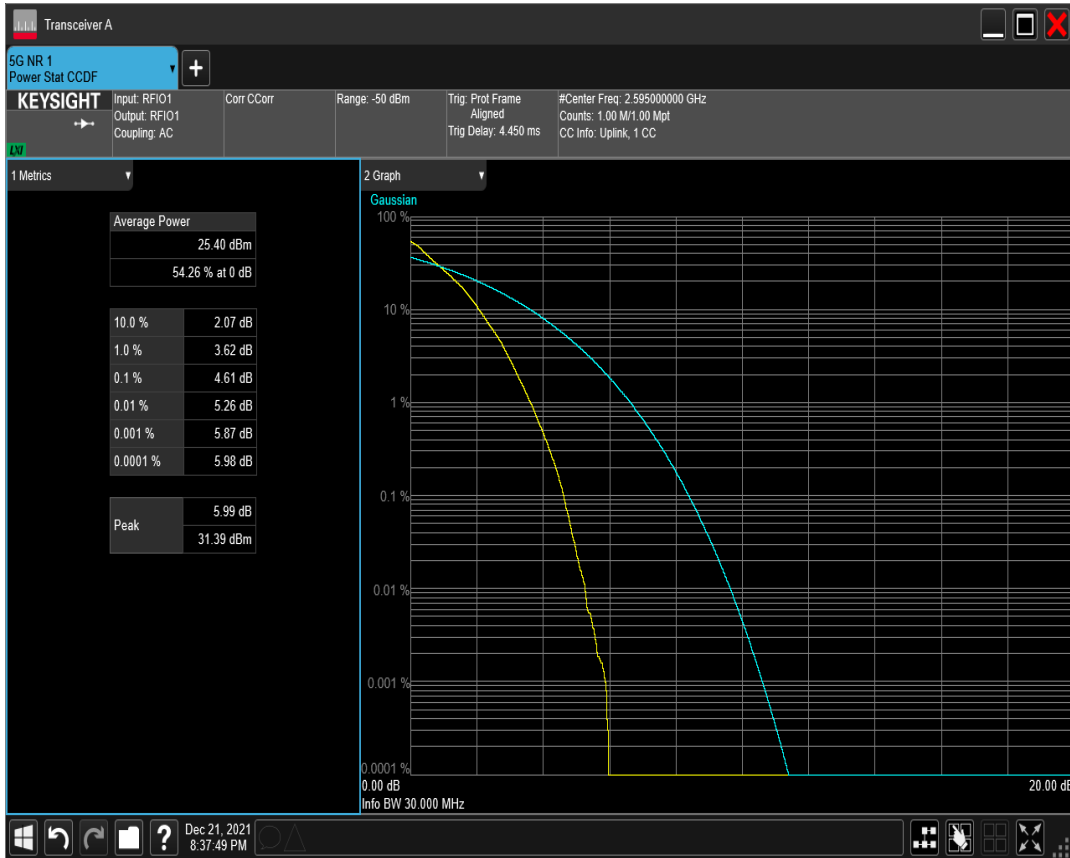 Transceiver A
5G NR 1
Power Stat CCDF
KEYSIGHT
LXI
Input: RFIO1
Output: RFIO1
Coupling: AC
Corr CCorr
Range: -50 dBm
Trig: Prot Frame
Aligned
Trig Delay: 4.450 ms
#Center Freq: 2.595000000 GHz
Counts: 1.00 M/1.00 Mpt
CC Info: Uplink, 1 CC
1 Metrics
Average Power
25.40 dBm
54.26 % at 0 dB
10.0 % 2.07 dB
1.0 % 3.62 dB
0.1 % 4.61 dB
0.01 % 5.26 dB
0.001 % 5.87 dB
0.0001 % 5.98 dB
Peak
5.99 dB
31.39 dBm
2 Graph
Gaussian
100 %
10 %
1 %
0.1 %
0.01 %
0.001 %
0.0001 %
0.00 dB 20.00 dB
Info BW 30.000 MHz
?
Dec 21, 2021
8:37:49 PM